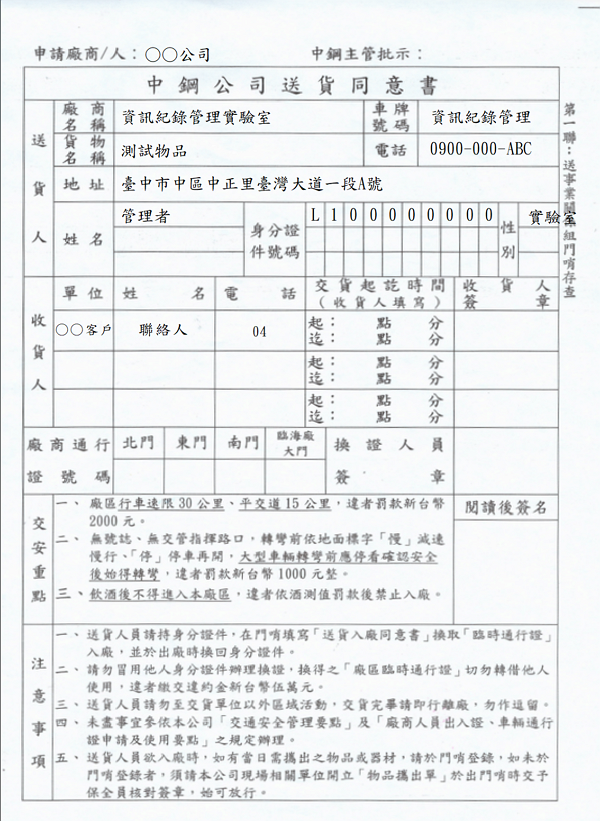 申請廠商/人：○○公司 中鋼主管批示：
中鋼公司送貨同意書
送貨人
廠商名稱 資訊紀錄管理實驗室 車牌號碼 資訊紀錄管理
貨物名稱 測試物品 電話 0900-000-ABC
地址 臺中市中區中正里臺灣大道一段A號
姓名 管理者 身分證件號碼 L100000000 性別 實驗室
收貨人
單位 姓名 電話 交貨起訖時間（收貨人填寫） 收貨人簽章
○○客戶 聯絡人 04 起： 點 分
迄： 點 分
起： 點 分
迄： 點 分
起： 點 分
迄： 點 分
廠商通行證號碼 北門 東門 南門 臨海廠大門 換證人員簽章
交安重點
一、廠區行車速限30公里、平交道15公里，違者罰款新台幣
2000元。
二、無號誌、無交管指揮路口，轉彎前依地面標字「慢」減速
慢行、「停」停車再開，大型車輛轉彎前應停看確認安全
後始得轉彎，違者罰款新台幣1000元整。
三、飲酒後不得進入本廠區，違者依酒測值罰款後禁止入廠。
閱讀後簽名
注意事項
一、送貨人員請持身分證件，在門哨填寫「送貨入廠同意書」換取「臨時通行證」
入廠，並於出廠時換回身分證件。
二、請勿冒用他人身分證件辦理換證，換得之「廠區臨時通行證」切勿轉借他人
使用，違者繳交違約金新台幣伍萬元。
三、送貨人員請勿至交貨單位以外區域活動，交貨完畢請即行離廠，勿作逗留。
四、未盡事宜參依本公司「交通安全管理要點」及「廠商人員出入證、車輛通行
證申請及使用要點」之規定辦理。
五、送貨人員欲入廠時，如有當日需攜出之物品或器材，請於門哨登錄，如未於
門哨登錄者，須請本公司現場相關單位開立「物品攜出單」於出門哨時交予
保全員核對簽章，始可放行。
第一聯：送事業關係組門哨存查